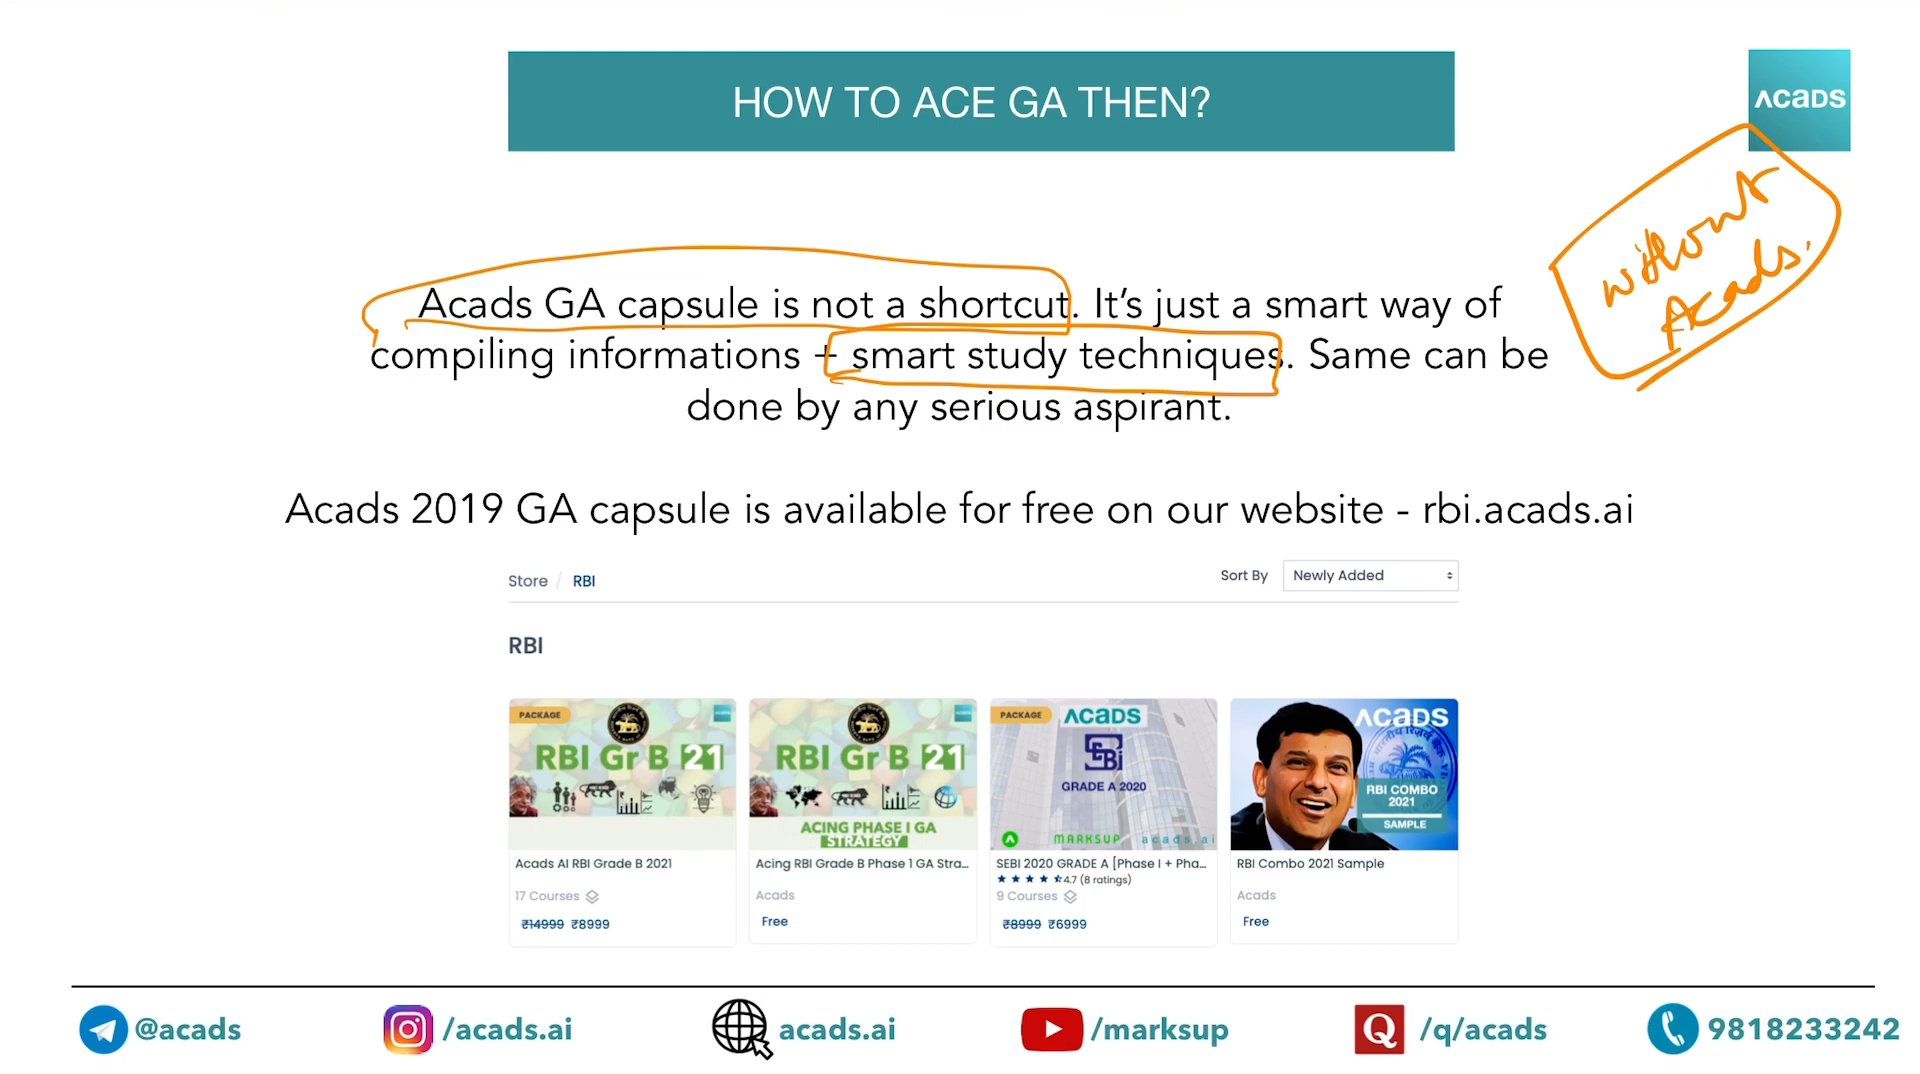 HOW TO ACE GA THEN?
ACADS
without
Acads.
Acads GA capsule is not a shortcut. It's just a smart way of
compiling informations + smart study techniques. Same can be
done by any serious aspirant.
Acads 2019 GA capsule is available for free on our website - rbi.acads.ai
Store / RBI
Sort By Newly Added
RBI
PACKAGE
RBI Gr B 21
Acads AI RBI Grade B 2021
17 Courses
₹14999 ₹8999
RBI Gr B 21
ACING PHASE I GA
STRATEGY
Acing RBI Grade B Phase 1 GA Stra...
Acads
Free
PACKAGE
ACADS
SEBI
GRADE A 2020
MARKSUP acads.ai
SEBI 2020 GRADE A [Phase I + Pha...
4.7 (8 ratings)
9 Courses
₹8999 ₹6999
ACADS
RBI COMBO
2021
SAMPLE
RBI Combo 2021 Sample
Acads
Free
@acads
/acads.ai
acads.ai
/marksup
Q /q/acads
9818233242